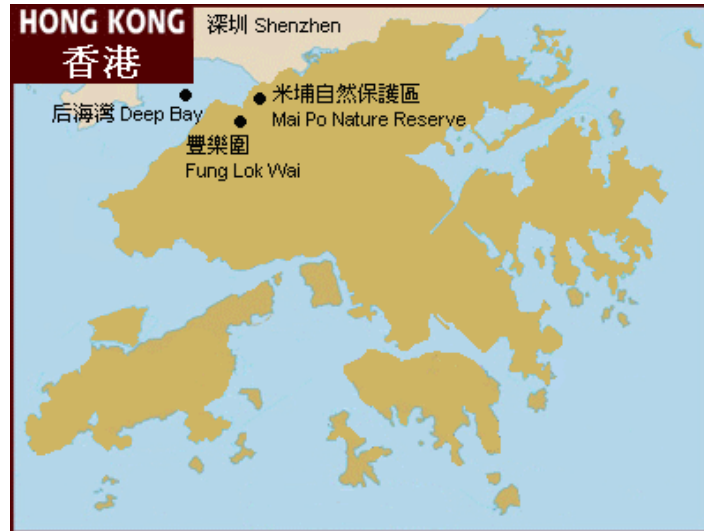 HONG KONG
香港
深圳 Shenzhen
后海灣 Deep Bay
米埔自然保護區
Mai Po Nature Reserve
豐樂圍
Fung Lok Wai